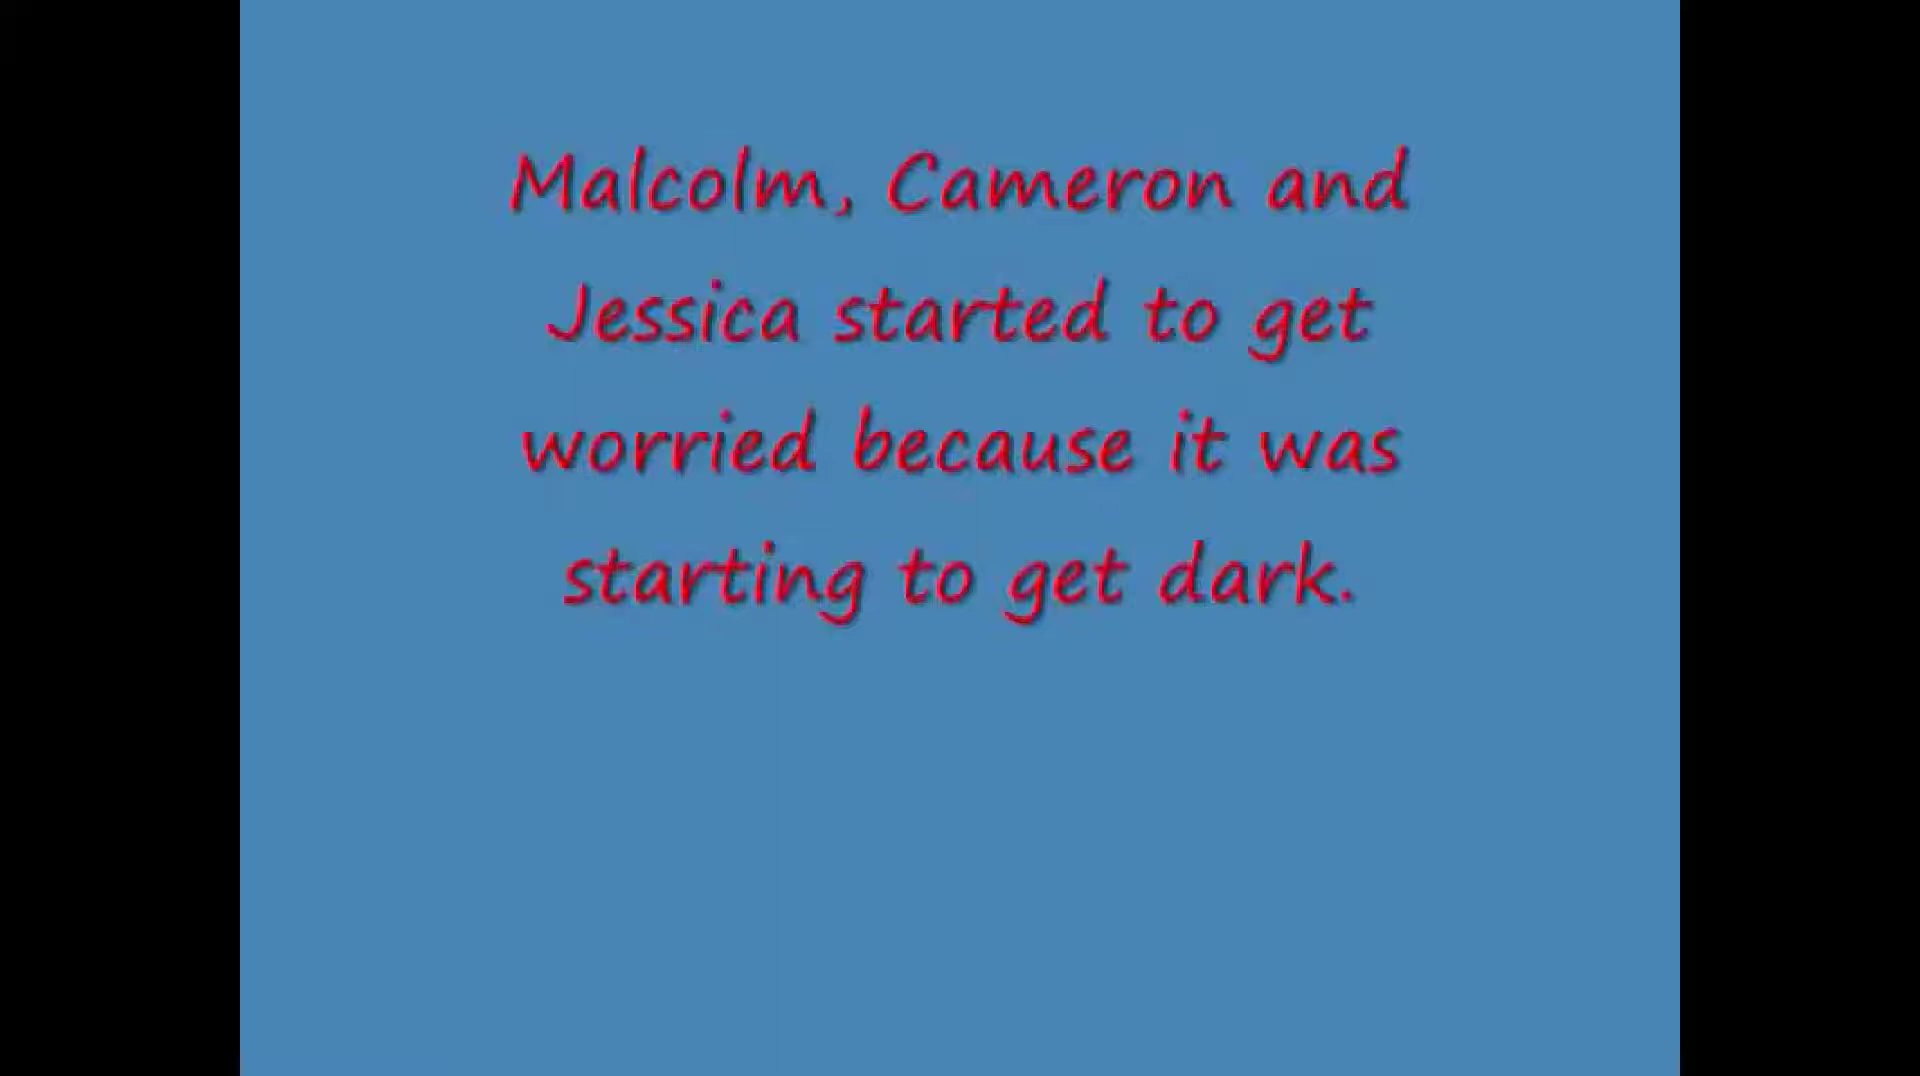 Malcolm, Cameron and
Jessica started to get
worried because it was
starting to get dark.